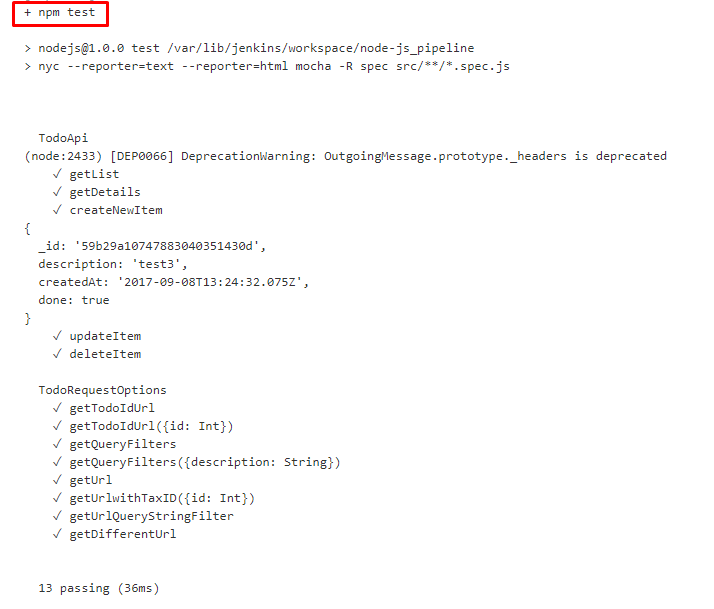 + npm test
> nodejs@1.0.0 test /var/lib/jenkins/workspace/node-js_pipeline
> nyc --reporter=text --reporter=html mocha -R spec src/**/*.spec.js
TodoApi
(node:2433) [DEP0066] DeprecationWarning: OutgoingMessage.prototype._headers is deprecated
✓ getList
✓ getDetails
✓ createNewItem
{
_id: '59b29a10747883040351430d',
description: 'test3',
createdAt: '2017-09-08T13:24:32.075Z',
done: true
}
✓ updateItem
✓ deleteItem
TodoRequestOptions
✓ getTodoIdUrl
✓ getTodoIdUrl({id: Int})
✓ getQueryFilters
✓ getQueryFilters({description: String})
✓ getUrl
✓ getUrlwithTaxID({id: Int})
✓ getUrlQueryStringFilter
✓ getDifferentUrl
13 passing (36ms)